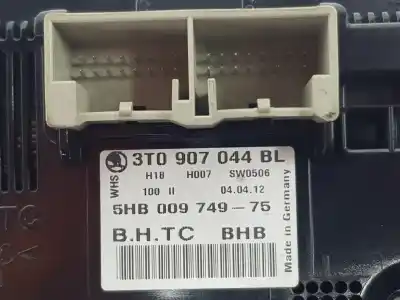 3T0 907 044 BL
WHS
H18 H007 SW0506
100 II 04.04.12
5HB 009 749-75
B.H.TC BHB
Made in Germany